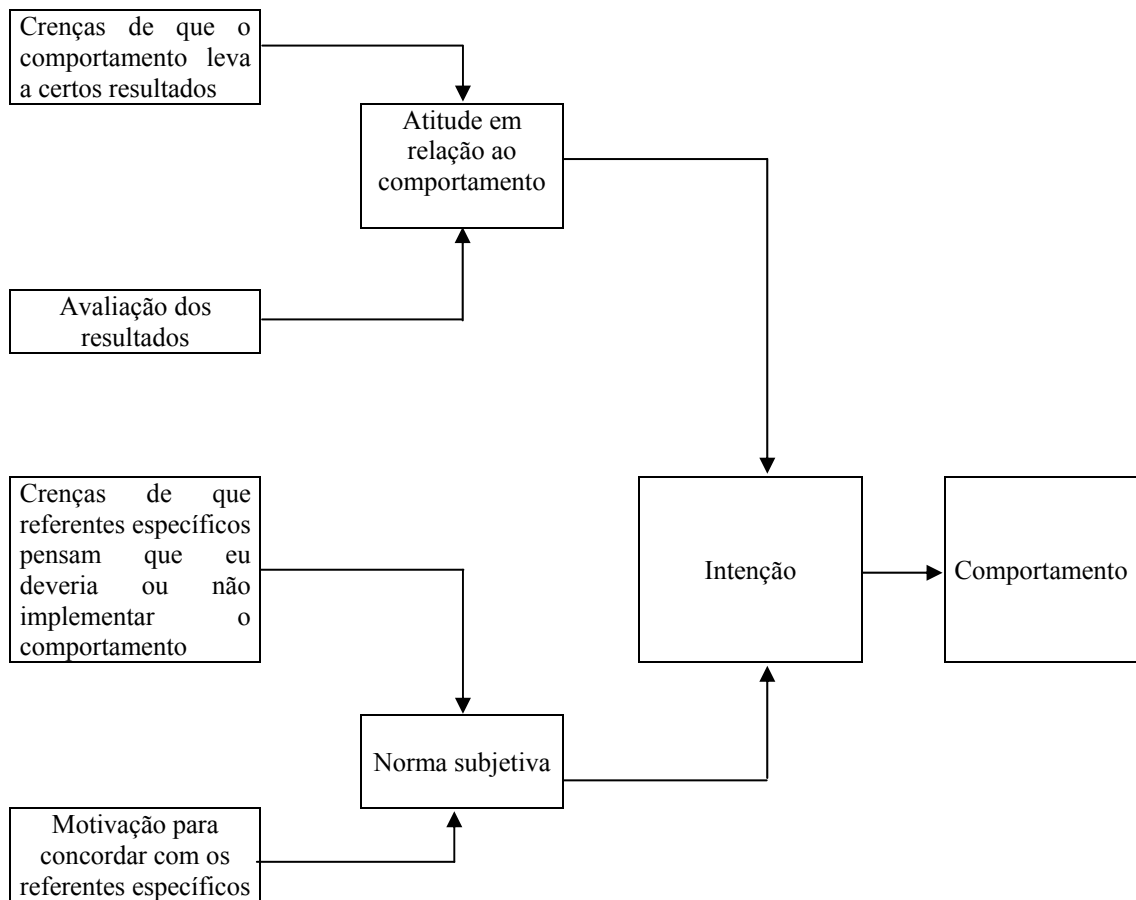 Crenças de que o
comportamento leva
a certos resultados
Atitude em
relação ao
comportamento
Avaliação dos
resultados
Crenças de que
referentes específicos
pensam que eu
deveria ou não
implementar o
comportamento
Intenção
Comportamento
Norma subjetiva
Motivação para
concordar com os
referentes específicos